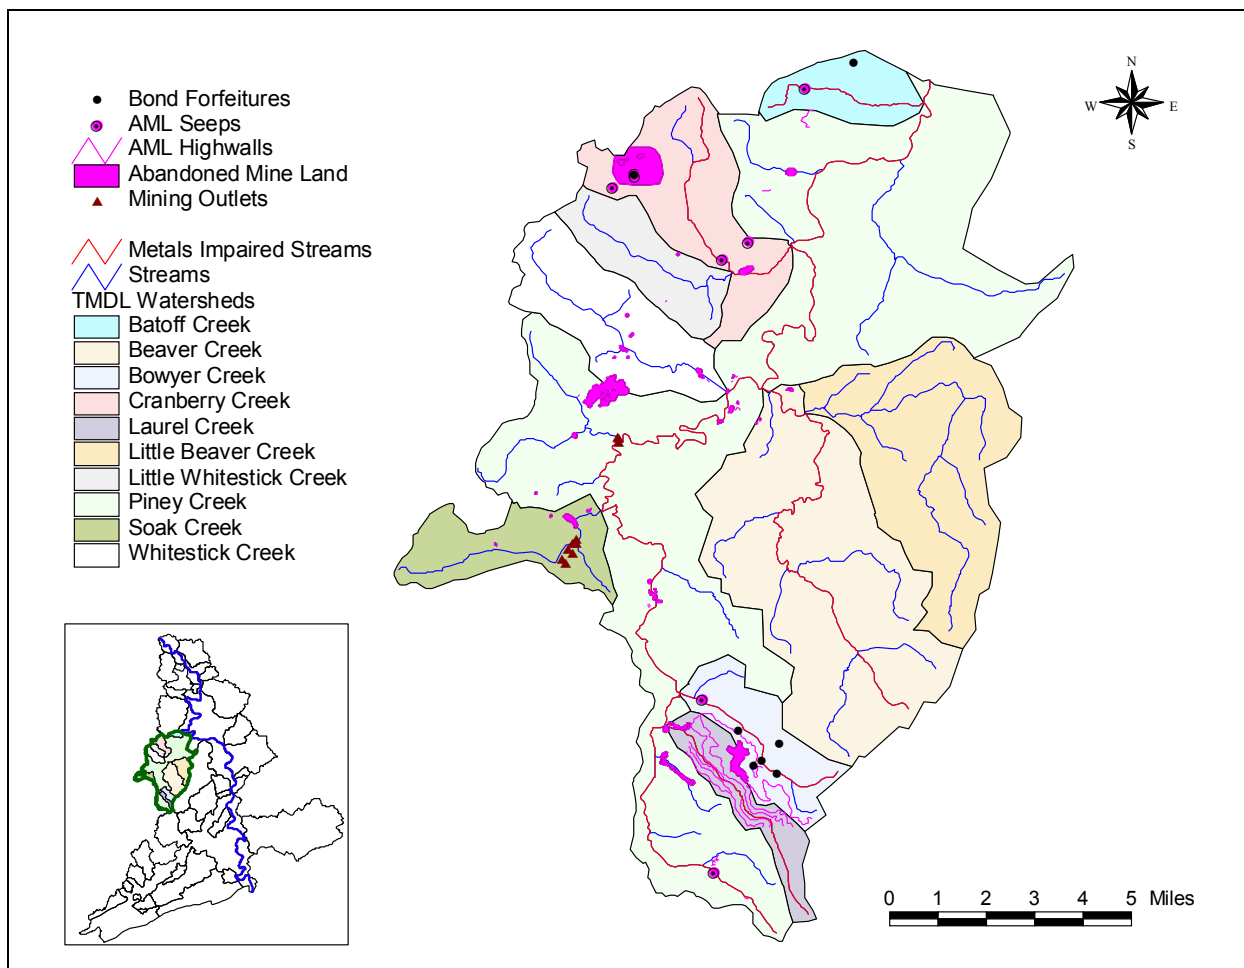 Bond Forfeitures
AML Seeps
AML Highwalls
Abandoned Mine Land
Mining Outlets
Metals Impaired Streams
Streams
TMDL Watersheds
Batoff Creek
Beaver Creek
Bowyer Creek
Cranberry Creek
Laurel Creek
Little Beaver Creek
Little Whitestick Creek
Piney Creek
Soak Creek
Whitestick Creek
N
W E
S
0 1 2 3 4 5 Miles